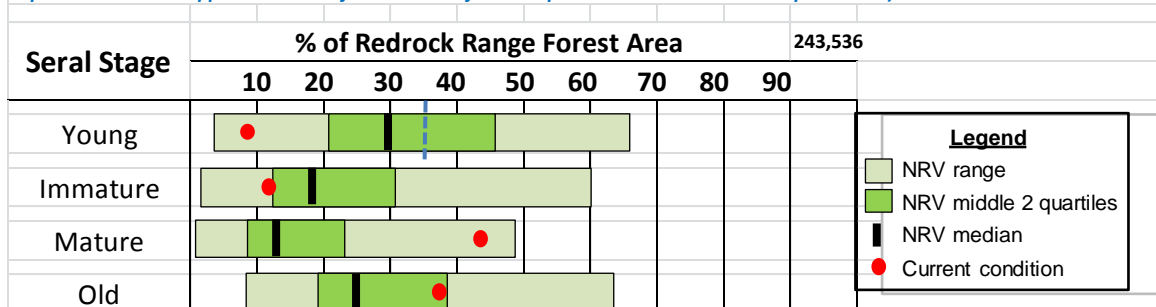 Seral Stage
% of Redrock Range Forest Area
243,536
10 20 30 40 50 60 70 80 90
Young
Immature
Mature
Old
Legend
NRV range
NRV middle 2 quartiles
NRV median
Current condition